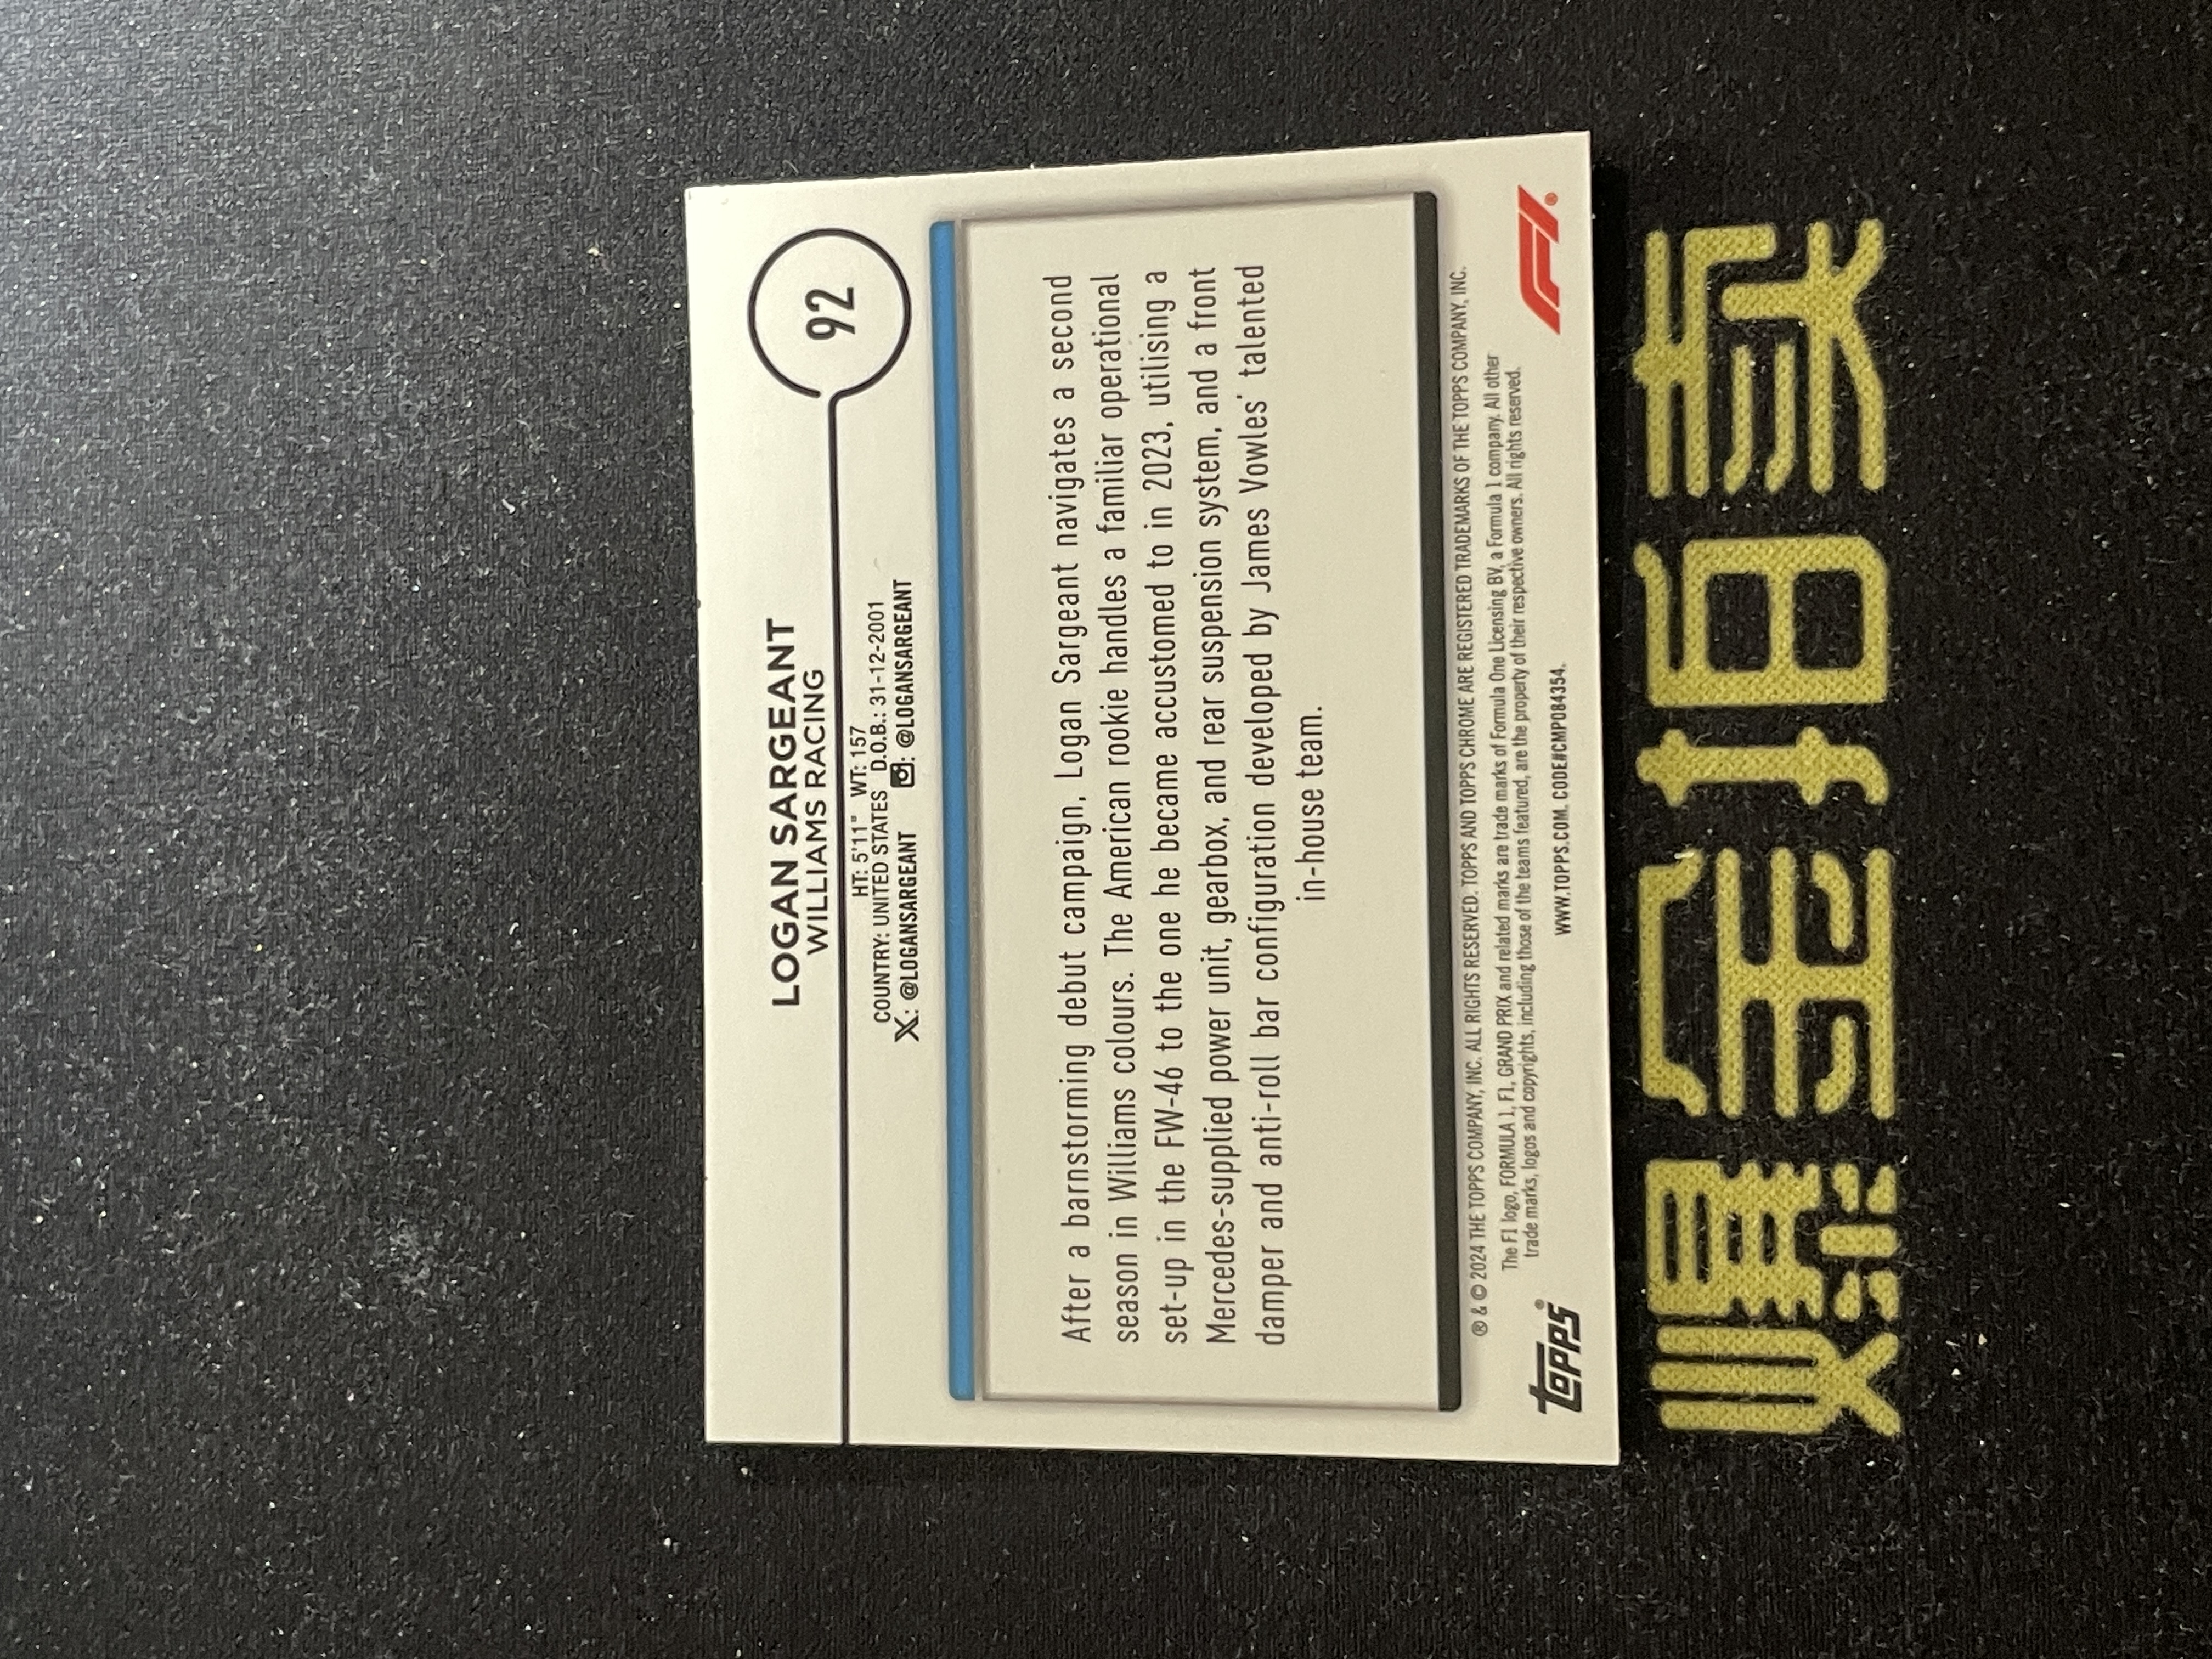 LOGAN SARGEANT
WILLIAMS RACING
92
HT: 5'11" WT: 157
COUNTRY: UNITED STATES D.O.B.: 31-12-2001
X: @LOGANSARGEANT : @LOGANSARGEANT
After a barnstorming debut campaign, Logan Sargeant navigates a second
season in Williams colours. The American rookie handles a familiar operational
set-up in the FW-46 to the one he became accustomed to in 2023, utilising a
Mercedes-supplied power unit, gearbox, and rear suspension system, and a front
damper and anti-roll bar configuration developed by James Vowles' talented
in-house team.
® & © 2024 THE TOPPS COMPANY, INC. ALL RIGHTS RESERVED. TOPPS AND TOPPS CHROME ARE REGISTERED TRADEMARKS OF THE TOPPS COMPANY, INC.
The F1 logo, FORMULA 1, F1, GRAND PRIX and related marks are trade marks of Formula One Licensing BV, a Formula 1 company. All other
trade marks, logos and copyrights, including those of the teams featured, are the property of their respective owners. All rights reserved.
WWW.TOPPS.COM. CODE#CMP084354.
topps®
F1®
爆宝拍卖